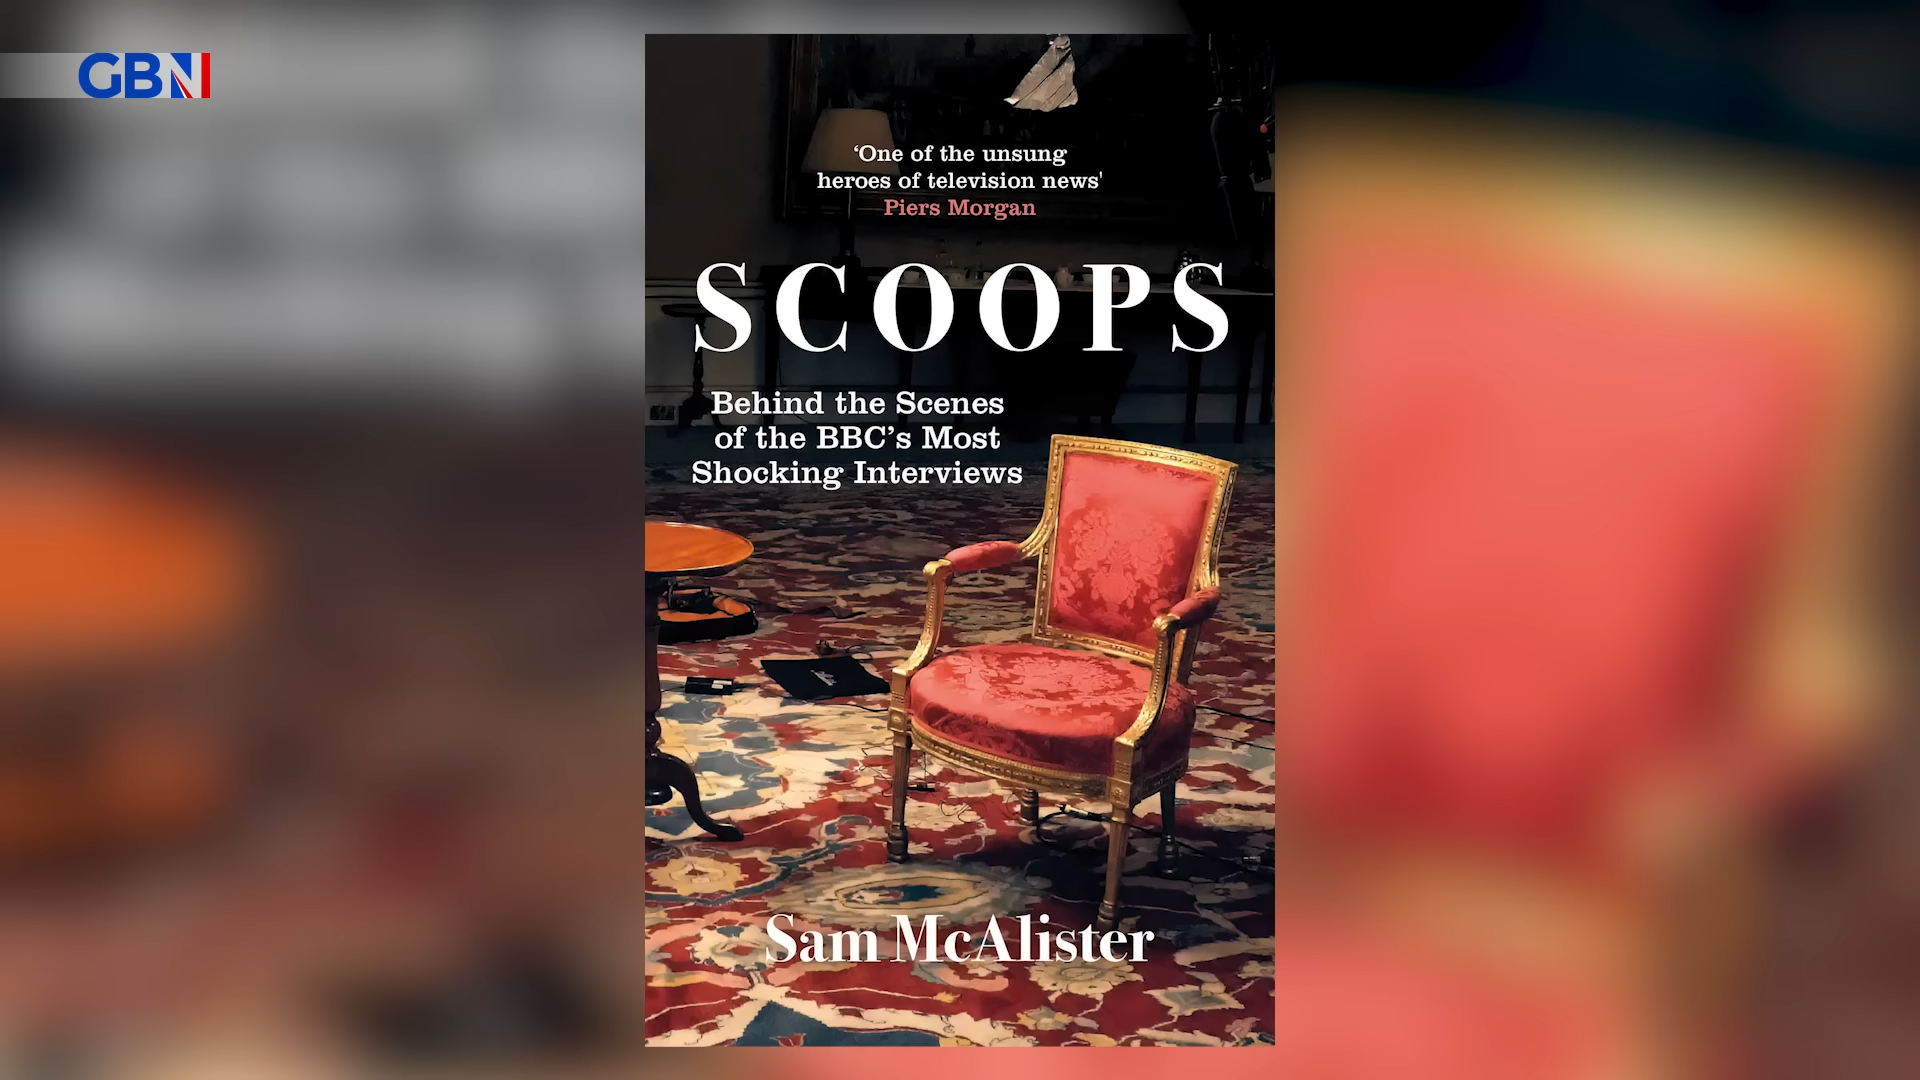 GBN
‘One of the unsung
heroes of television news'
Piers Morgan
SCOOPS
Behind the Scenes
of the BBC’s Most
Shocking Interviews
Sam McAlister